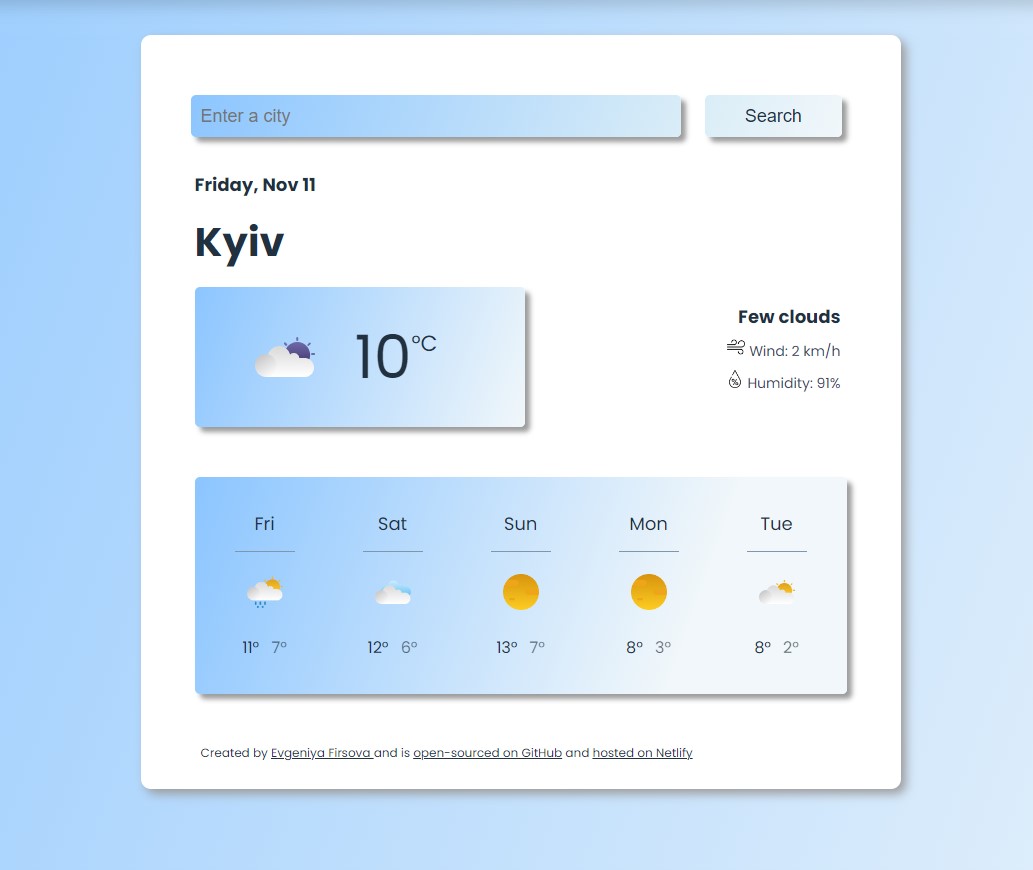 Enter a city
Search
Friday, Nov 11
Kyiv
10°C
Few clouds
Wind: 2 km/h
Humidity: 91%
Fri Sat Sun Mon Tue
11° 7° 12° 6° 13° 7° 8° 3° 8° 2°
Created by Evgeniya Firsova and is open-sourced on GitHub and hosted on Netlify